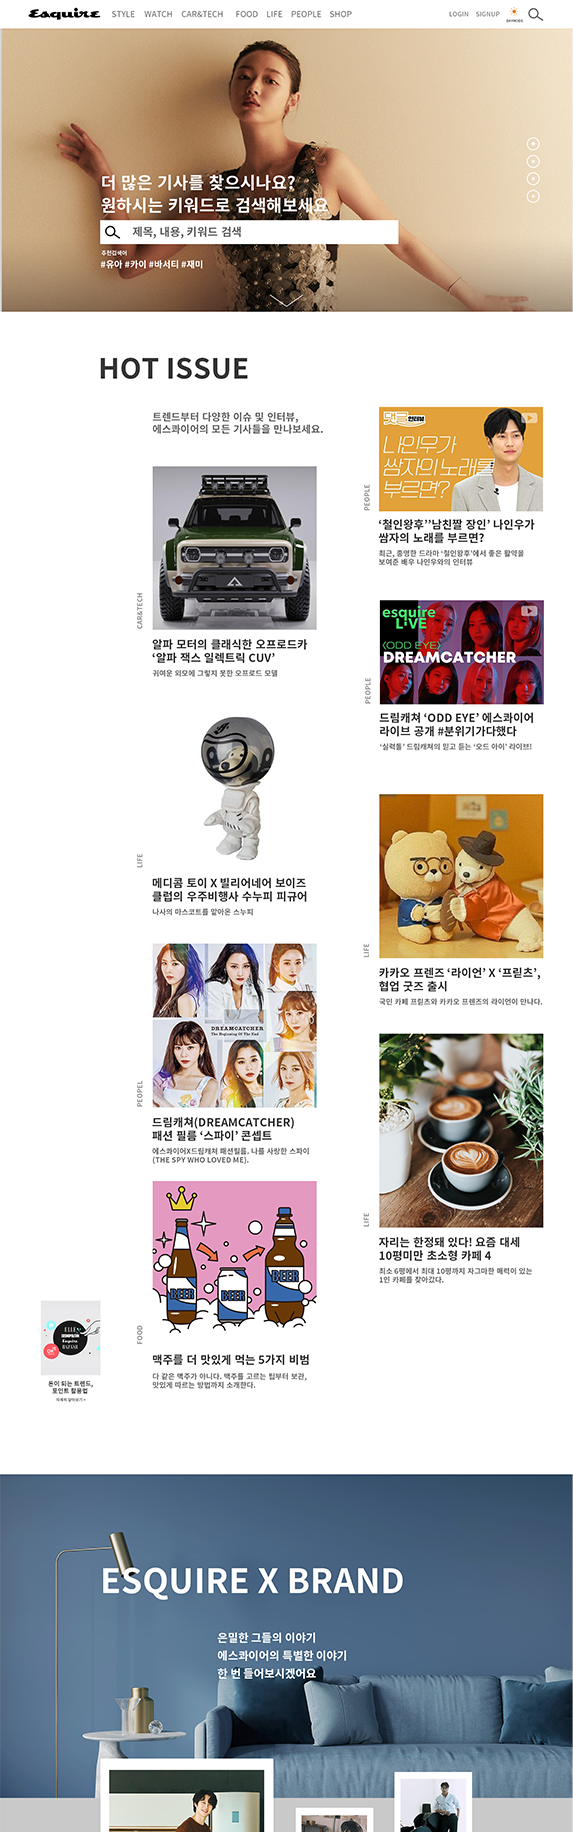 Esquire STYLE WATCH CAR&TECH FOOD LIFE PEOPLE SHOP LOGIN SIGNUP
더 많은 기사를 찾으시나요?
원하시는 키워드로 검색해보세요
제목, 내용, 키워드 검색
추천검색어
#유아 #카이 #바서티 #재미
HOT ISSUE
트렌드부터 다양한 이슈 및 인터뷰,
에스콰이어의 모든 기사들을 만나보세요.
CAR&TECH
알파 모터의 클래식한 오프로드카
‘알파 잭스 일렉트릭 CUV’
귀여운 외모에 그렇지 못한 오프로드 모델
LIFE
메디콤 토이 X 빌리어네어 보이즈
클럽의 우주비행사 수누피 피규어
나사의 마스코트를 맡아온 스누피
DREAMCATCHER
The Beginning Of The End
PEOPEL
드림캐쳐(DREAMCATCHER)
패션 필름 ‘스파이’ 콘셉트
에스콰이어X드림캐쳐 패션필름. 나를 사랑한 스파이
(THE SPY WHO LOVED ME).
BEER
BEER
BEER
FOOD
맥주를 더 맛있게 먹는 5가지 비범
다 같은 맥주가 아니다. 맥주를 고르는 팁부터 보관,
맛있게 따르는 방법까지 소개한다.
댓글 인터뷰
나인우가
쌈자의 노래를
부르면?
PEOPLE
‘철인왕후’’남친짤 장인’ 나인우가
쌈자의 노래를 부르면?
최근, 종영한 드라마 ‘철인왕후’에서 좋은 활약을
보여준 배우 나인우와의 인터뷰
esquire
LIVE
〈ODD EYE〉
DREAMCATCHER
PEOPLE
드림캐쳐 ‘ODD EYE’ 에스콰이어
라이브 공개 #분위기가다했다
‘실력돌’ 드림캐쳐의 믿고 듣는 ‘오드 아이’ 라이브!
LIFE
카카오 프렌즈 ‘라이언’ X ‘프릳츠’,
협업 굿즈 출시
국민 카페 프릳츠와 카카오 프렌즈의 라이언이 만나다.
LIFE
자리는 한정돼 있다! 요즘 대세
10평미만 초소형 카페 4
최소 6평에서 최대 10평까지 자그마한 매력이 있는
1인 카페를 찾아갔다.
ELLE
COSMOPOLITAN
Esquire
BAZAAR
돈이 되는 트렌드,
포인트 활용법
자세히 알아보기 >
ESQUIRE X BRAND
은밀한 그들의 이야기
에스콰이어의 특별한 이야기
한 번 들어보시겠어요